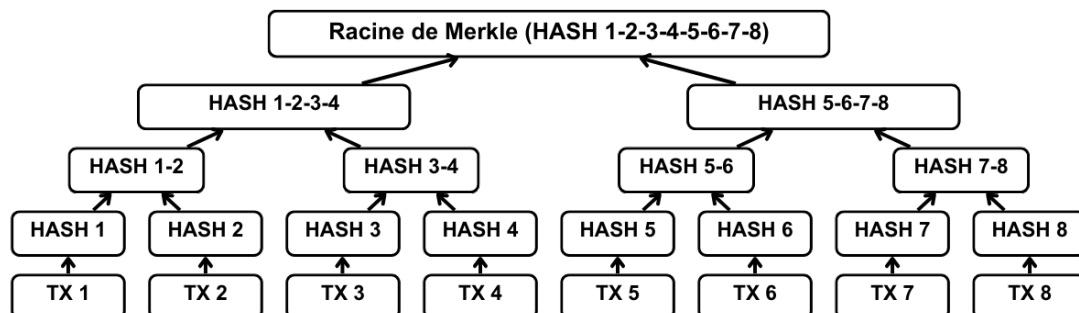 Racine de Merkle (HASH 1-2-3-4-5-6-7-8)
HASH 1-2-3-4
HASH 5-6-7-8
HASH 1-2
HASH 3-4
HASH 5-6
HASH 7-8
HASH 1
HASH 2
HASH 3
HASH 4
HASH 5
HASH 6
HASH 7
HASH 8
TX 1
TX 2
TX 3
TX 4
TX 5
TX 6
TX 7
TX 8